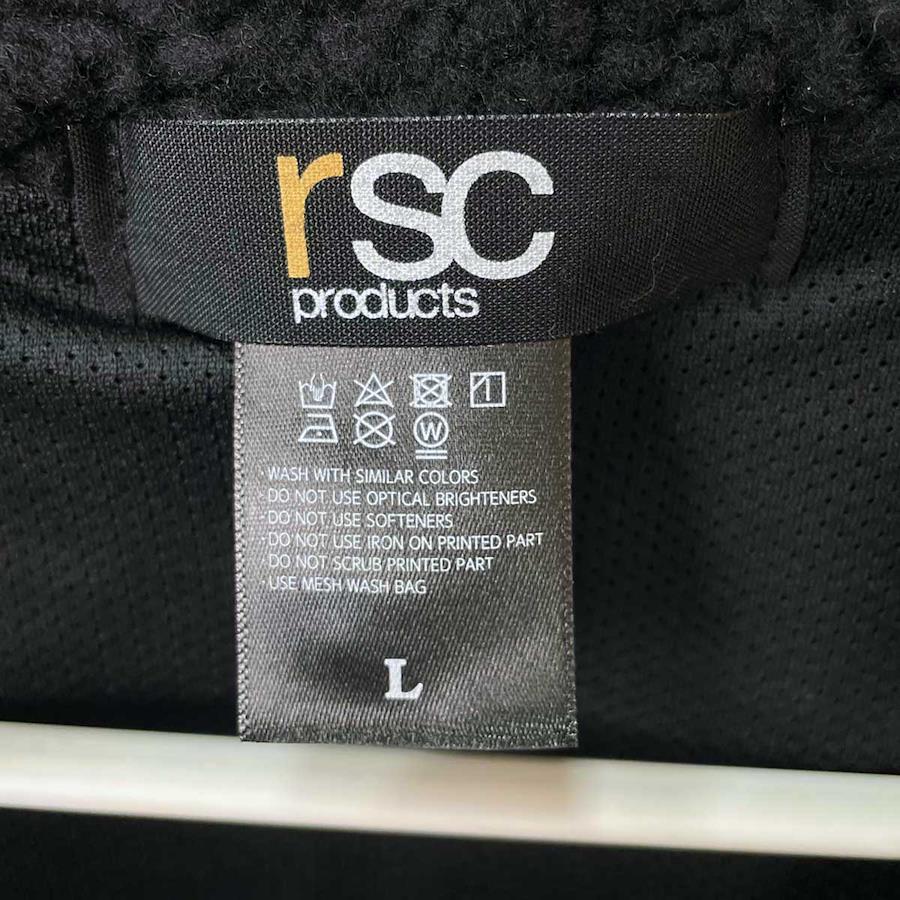 rsc
products
W
WASH WITH SIMILAR COLORS
·DO NOT USE OPTICAL BRIGHTENERS
·DO NOT USE SOFTENERS
·DO NOT USE IRON ON PRINTED PART
·DO NOT SCRUB PRINTED PART
·USE MESH WASH BAG
L